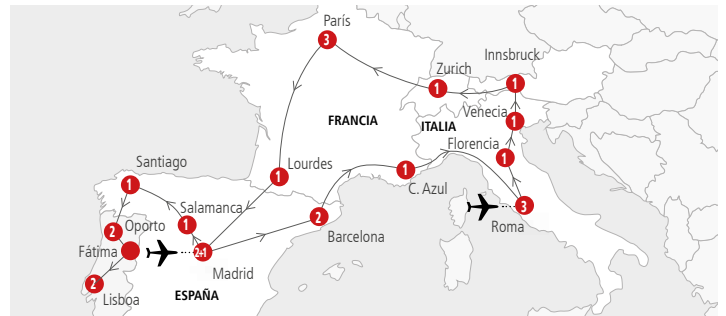 París
3
Innsbruck
Zurich
1
1
Venecia
1
FRANCIA
ITALIA
Florencia
1
Santiago
1
Lourdes
1
1
C. Azul
Salamanca
1
2
Barcelona
3
Roma
Oporto
2
Fátima
2+1
Madrid
2
Lisboa
ESPAÑA